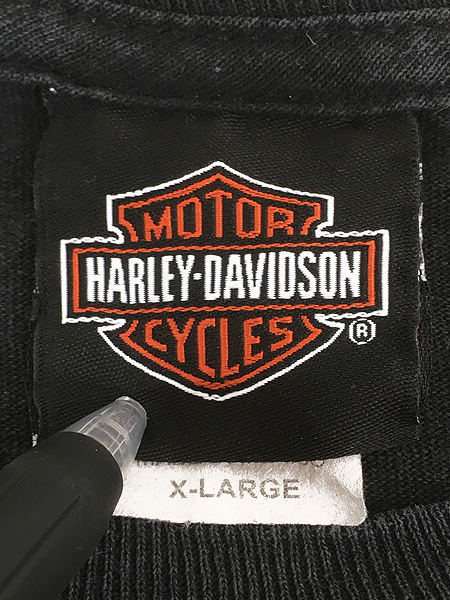 MOTOR
HARLEY-DAVIDSON
CYCLES
®
X-LARGE